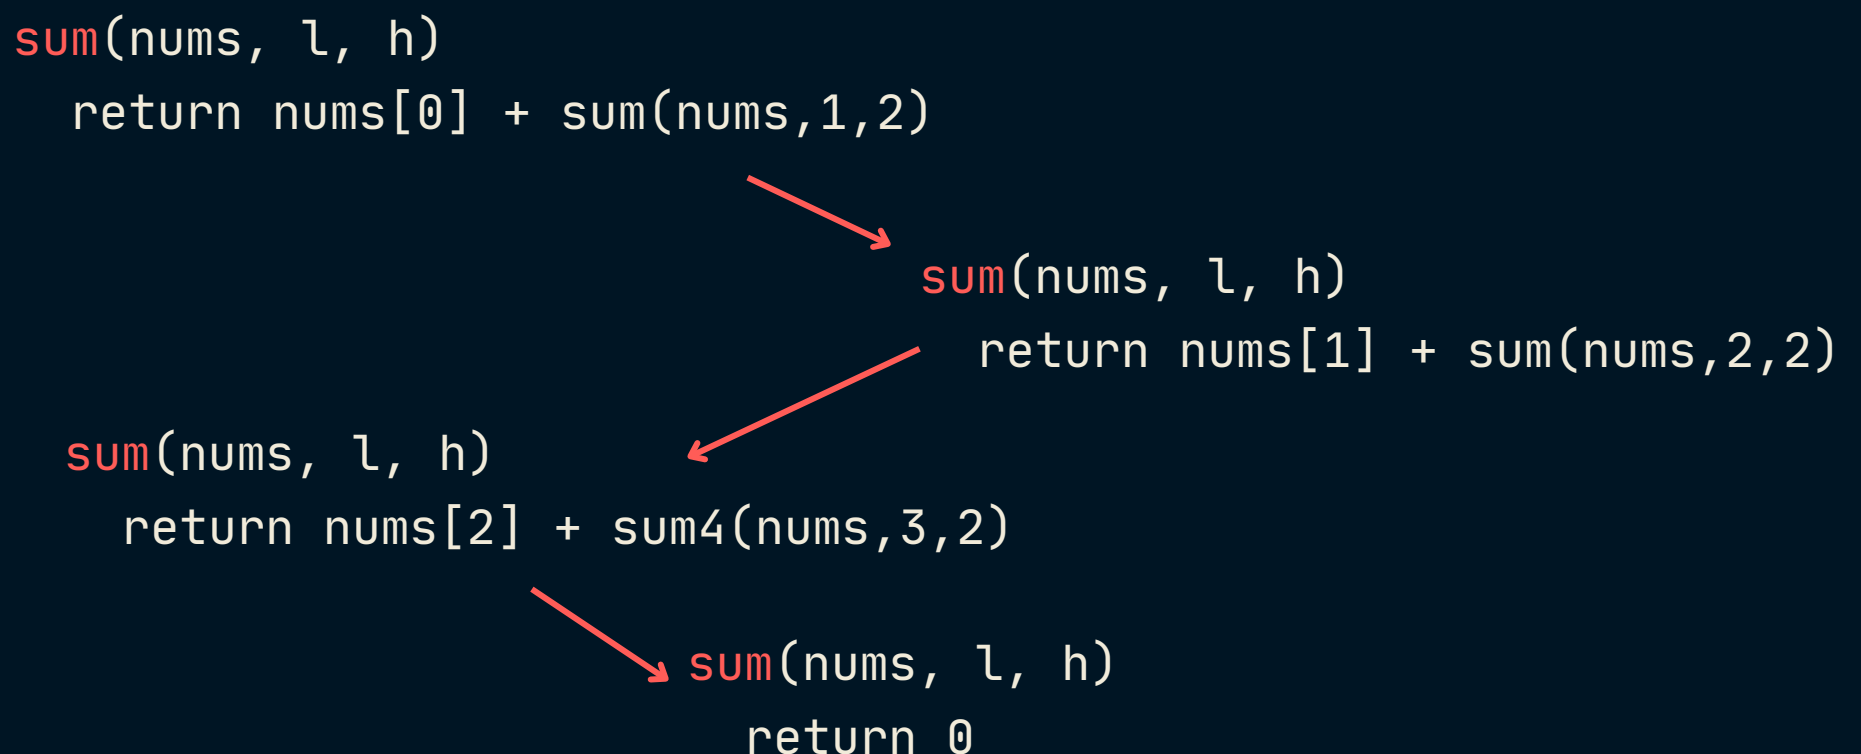 sum(nums, l, h)
return nums[0] + sum(nums,1,2)
sum(nums, l, h)
return nums[1] + sum(nums,2,2)
sum(nums, l, h)
return nums[2] + sum4(nums,3,2)
sum(nums, l, h)
return 0